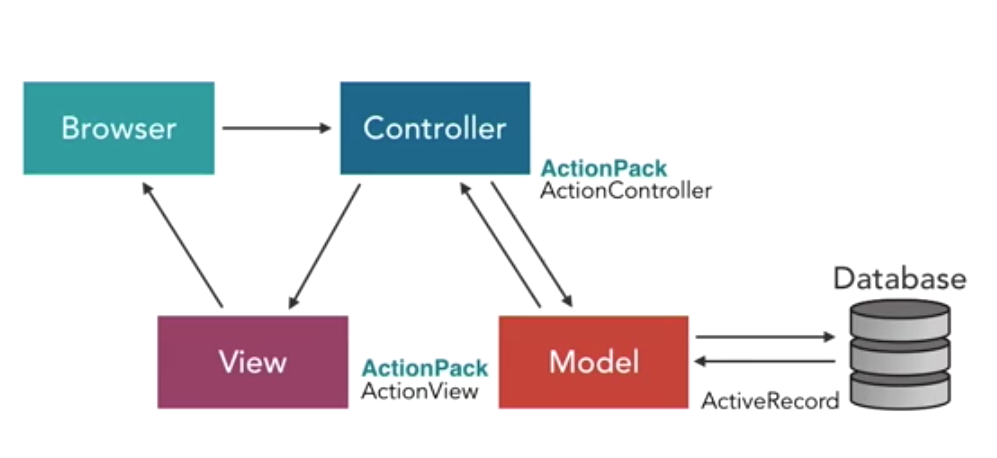 Browser
Controller
ActionPack
ActionController
Database
View
ActionPack
ActionView
Model
ActiveRecord